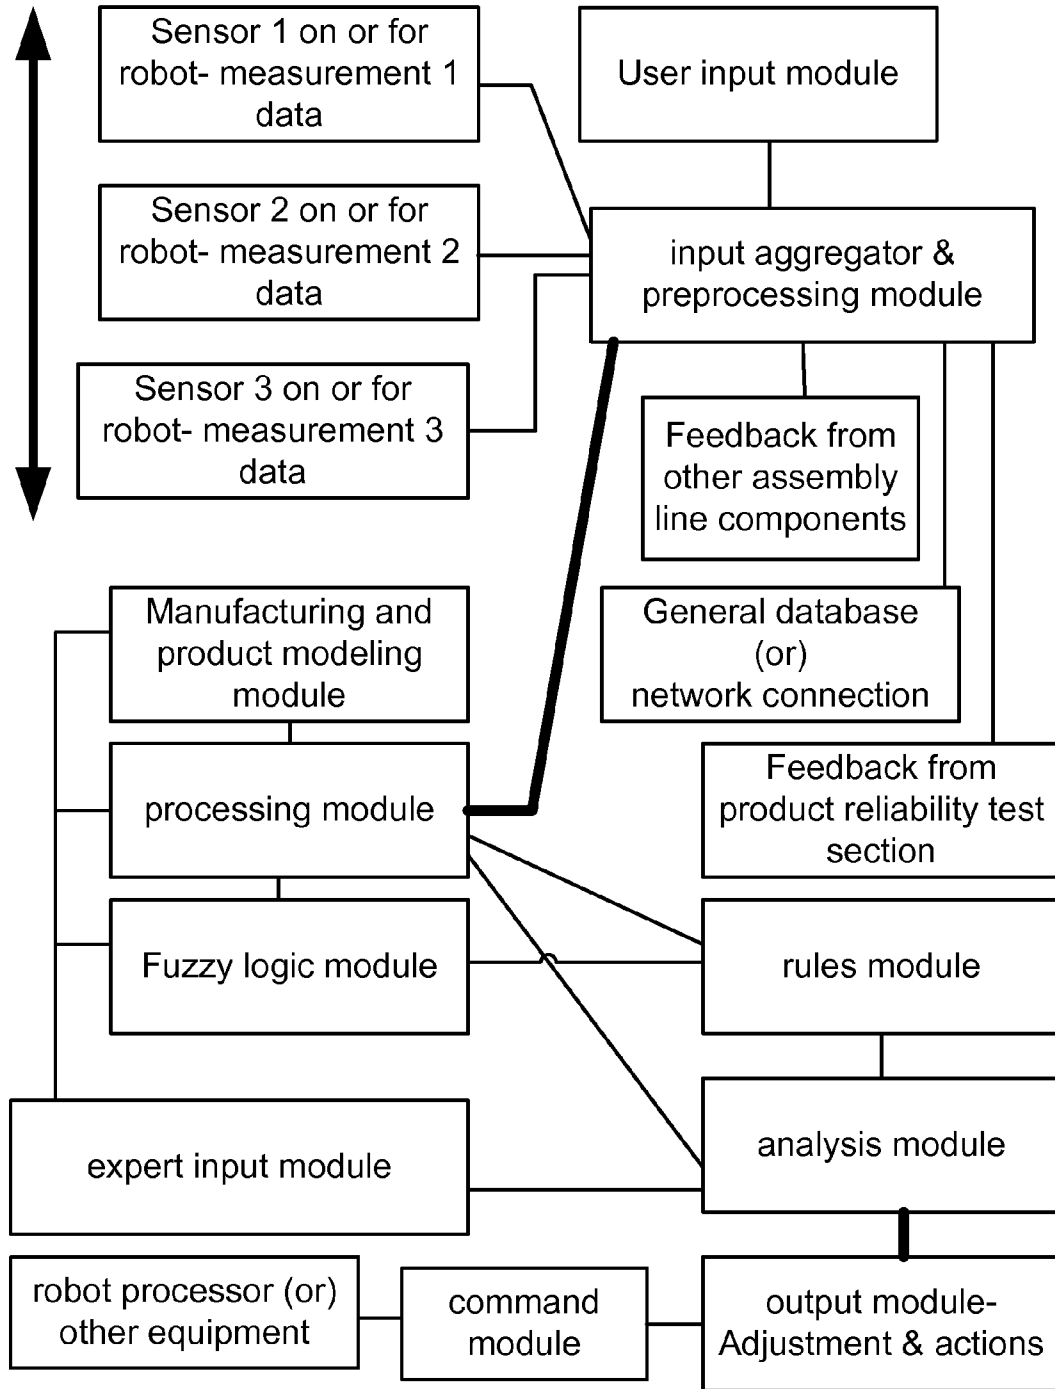 Sensor 1 on or for
robot- measurement 1
data
User input module
Sensor 2 on or for
robot- measurement 2
data
input aggregator &
preprocessing module
Sensor 3 on or for
robot- measurement 3
data
Feedback from
other assembly
line components
Manufacturing and
product modeling
module
General database
(or)
network connection
processing module
Feedback from
product reliability test
section
Fuzzy logic module
rules module
expert input module
analysis module
robot processor (or)
other equipment
command
module
output module-
Adjustment & actions